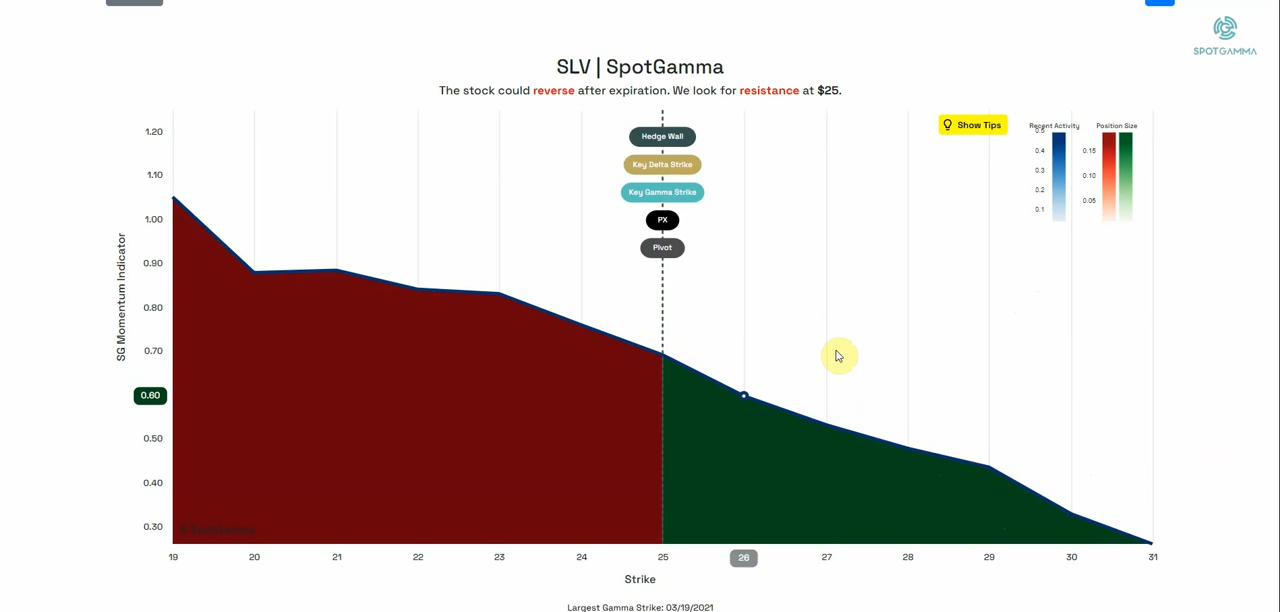 SPOTGAMMA
SLV | SpotGamma
The stock could reverse after expiration. We look for resistance at $25.
Show Tips
Recent Activity
Position Size
0.5
0.4
0.3
0.2
0.1
0.15
0.10
0.05
Hedge Wall
Key Delta Strike
Key Gamma Strike
PX
Pivot
SG Momentum Indicator
1.20
1.10
1.00
0.90
0.80
0.70
0.60
0.50
0.40
0.30
© SpotGamma
19 20 21 22 23 24 25 26 27 28 29 30 31
Strike
Largest Gamma Strike: 03/19/2021